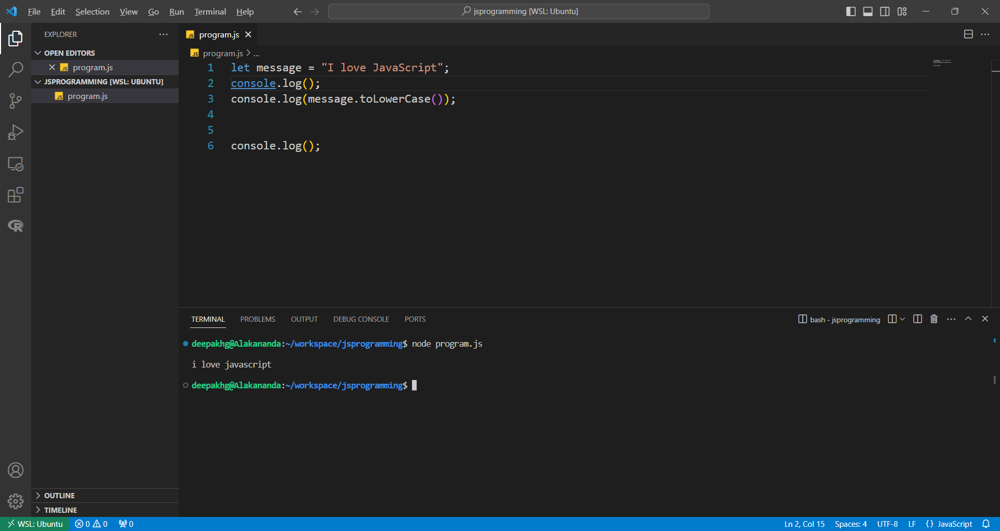 File Edit Selection View Go Run Terminal Help
jsprogramming [WSL: Ubuntu]
EXPLORER
OPEN EDITORS
JS program.js
JSPROGRAMMING [WSL: UBUNTU]
JS program.js
JS program.js
JS program.js > ...
1 let message = "I love JavaScript";
2 console.log();
3 console.log(message.toLowerCase());
4
5
6 console.log();
TERMINAL PROBLEMS OUTPUT DEBUG CONSOLE PORTS
bash - jsprogramming
deepakhg@Alakananda:~/workspace/jsprogramming$ node program.js
i love javascript
deepakhg@Alakananda:~/workspace/jsprogramming$
R
OUTLINE
TIMELINE
WSL: Ubuntu 0 0 0
Ln 2, Col 15 Spaces: 4 UTF-8 LF {} JavaScript